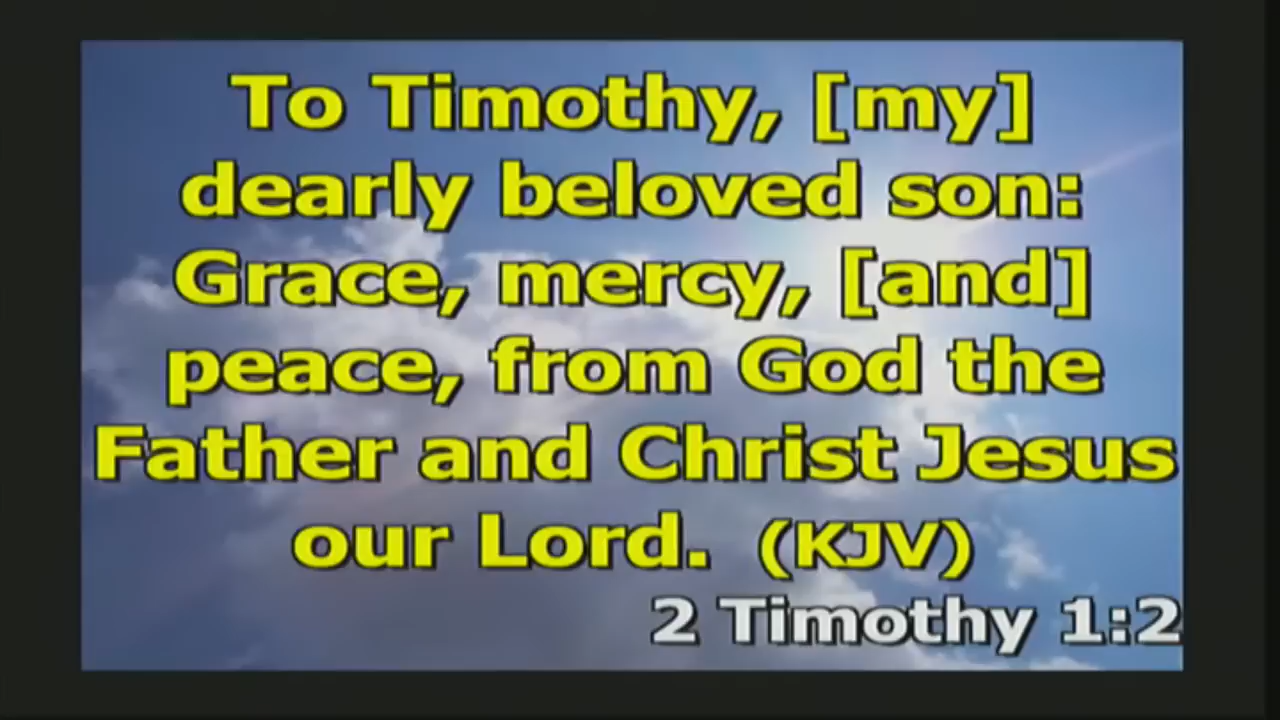 To Timothy, [my]
dearly beloved son:
Grace, mercy, [and]
peace, from God the
Father and Christ Jesus
our Lord. (KJV)
2 Timothy 1:2